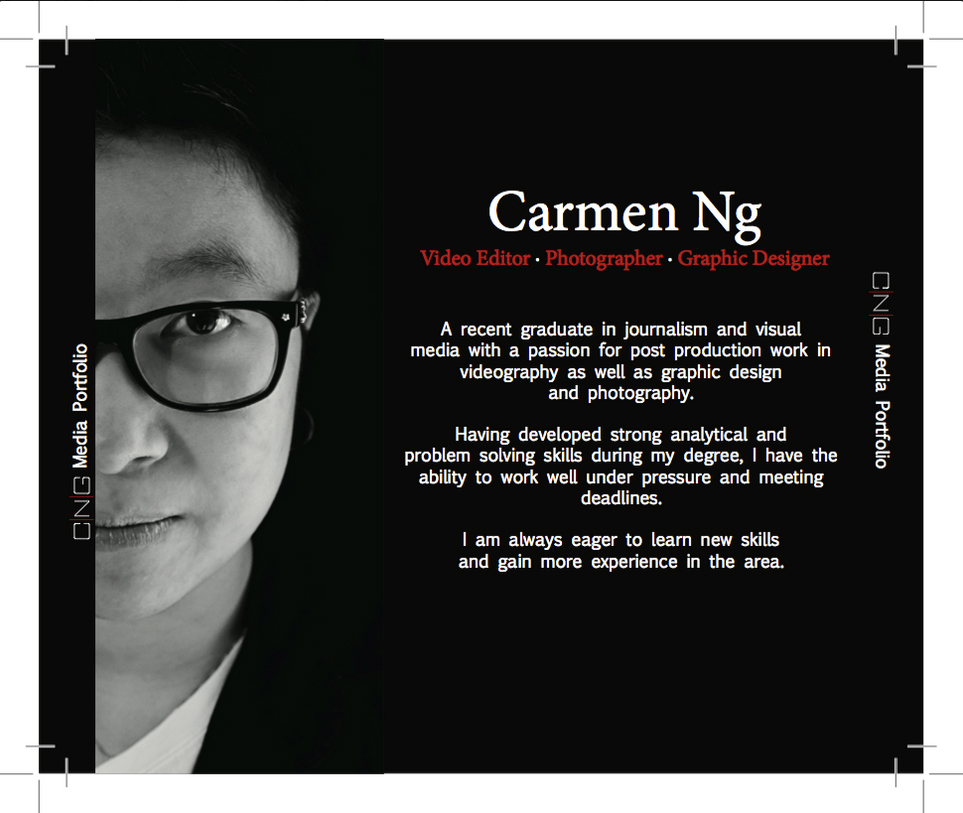 Carmen Ng
Video Editor · Photographer · Graphic Designer
A recent graduate in journalism and visual
media with a passion for post production work in
videography as well as graphic design
and photography.
Having developed strong analytical and
problem solving skills during my degree, I have the
ability to work well under pressure and meeting
deadlines.
I am always eager to learn new skills
and gain more experience in the area.
CNG Media Portfolio
CNG Media Portfolio